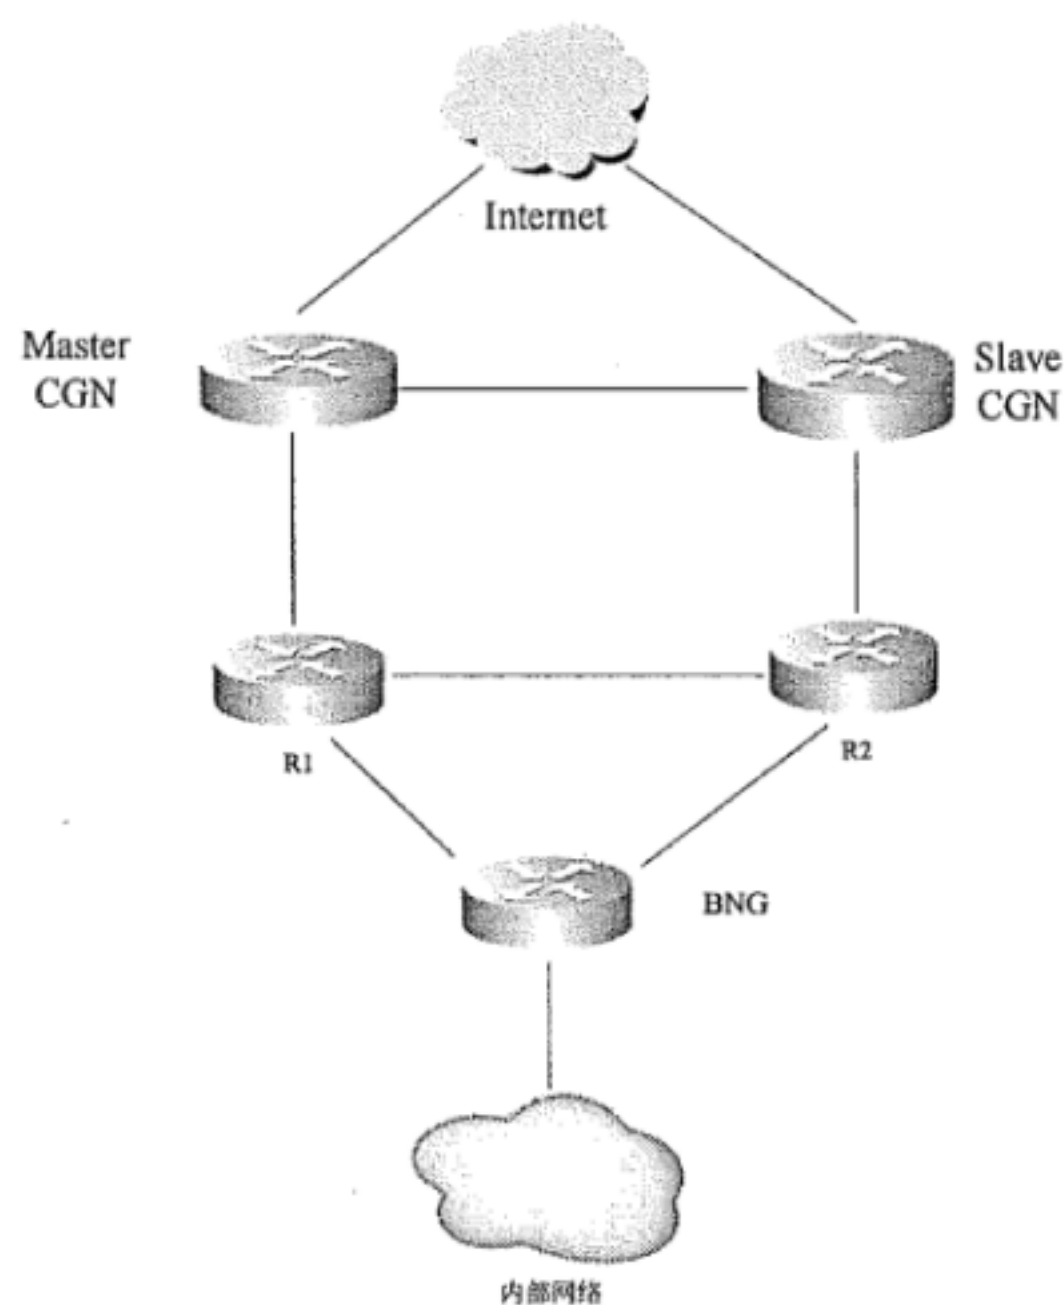 Internet
Master
CGN
Slave
CGN
R1
R2
BNG
内部网络